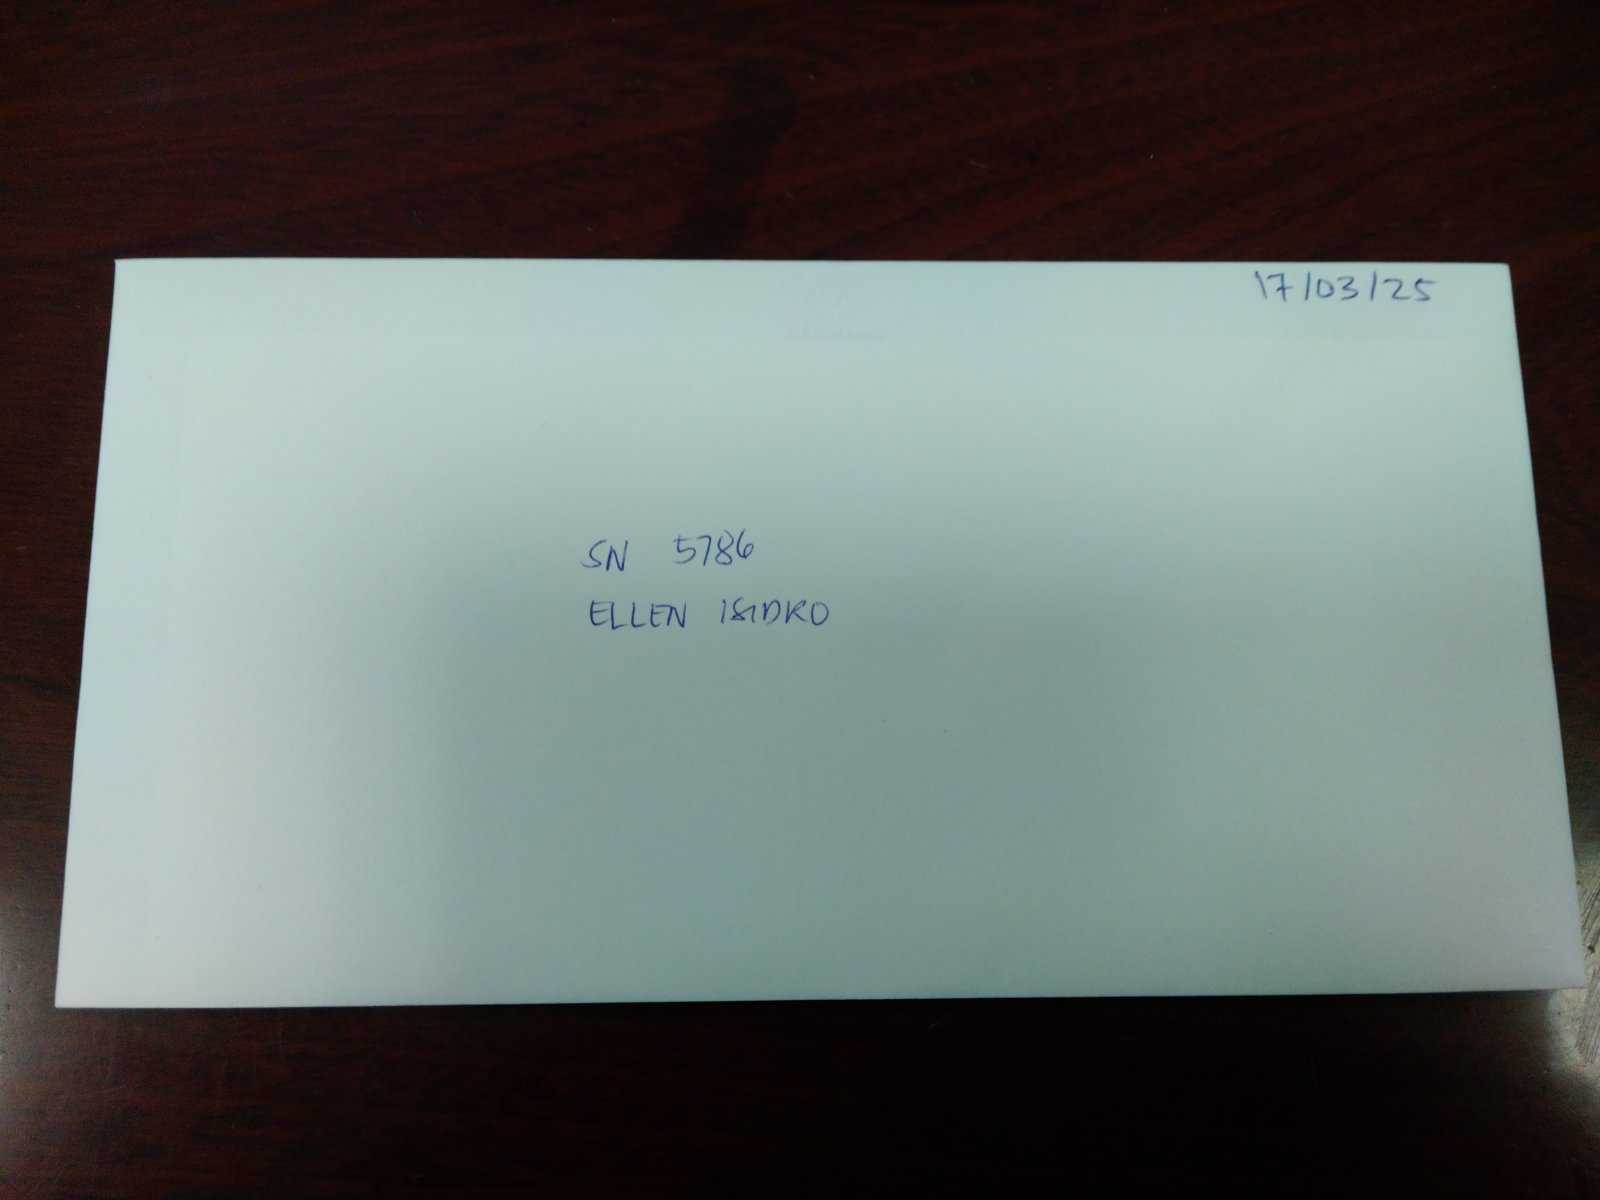 17/03/25
SN 5786
ELLEN ISIDRO